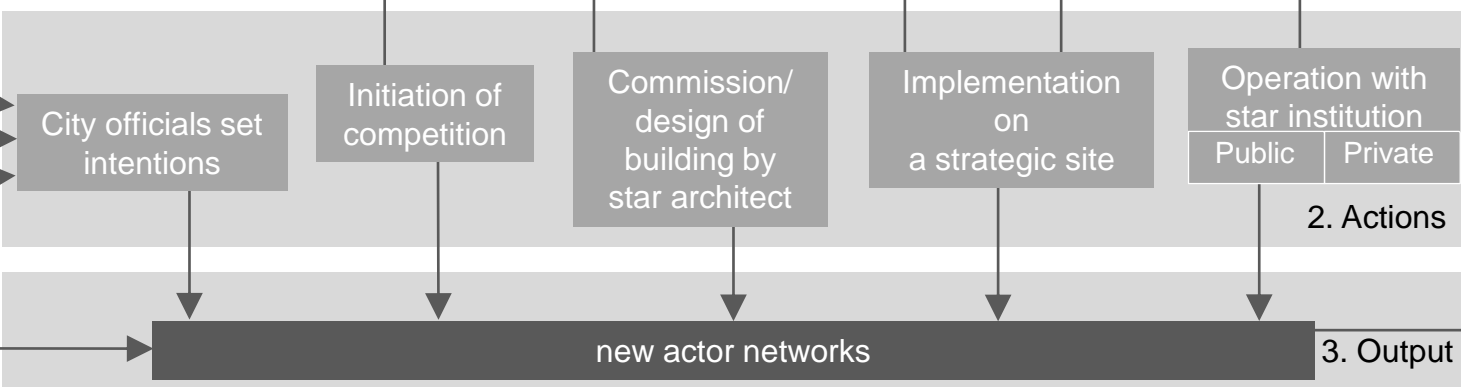 City officials set
intentions
Initiation of
competition
Commission/
design of
building by
star architect
Implementation
on
a strategic site
Operation with
star institution
Public
Private
2. Actions
new actor networks
3. Output